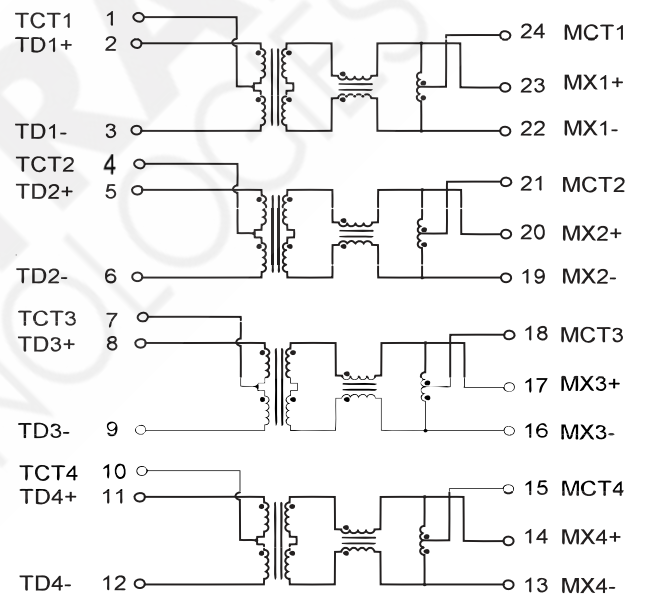 TCT1 1
24 MCT1
TD1+ 2
23 MX1+
TD1- 3
22 MX1-
TCT2 4
21 MCT2
TD2+ 5
20 MX2+
TD2- 6
19 MX2-
TCT3 7
18 MCT3
TD3+ 8
17 MX3+
TD3- 9
16 MX3-
TCT4 10
15 MCT4
TD4+ 11
14 MX4+
TD4- 12
13 MX4-